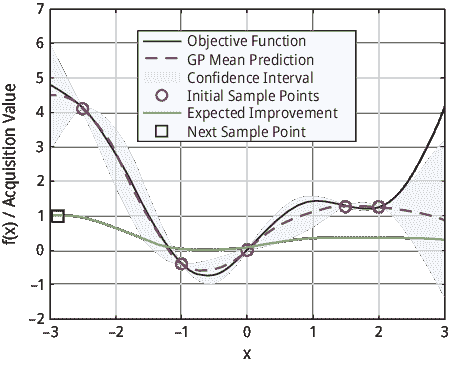 7
6
5
4
3
2
1
0
−1
−2
f(x) / Acquisition Value
Objective Function
GP Mean Prediction
Confidence Interval
Initial Sample Points
Expected Improvement
Next Sample Point
−3 −2 −1 0 1 2 3
x